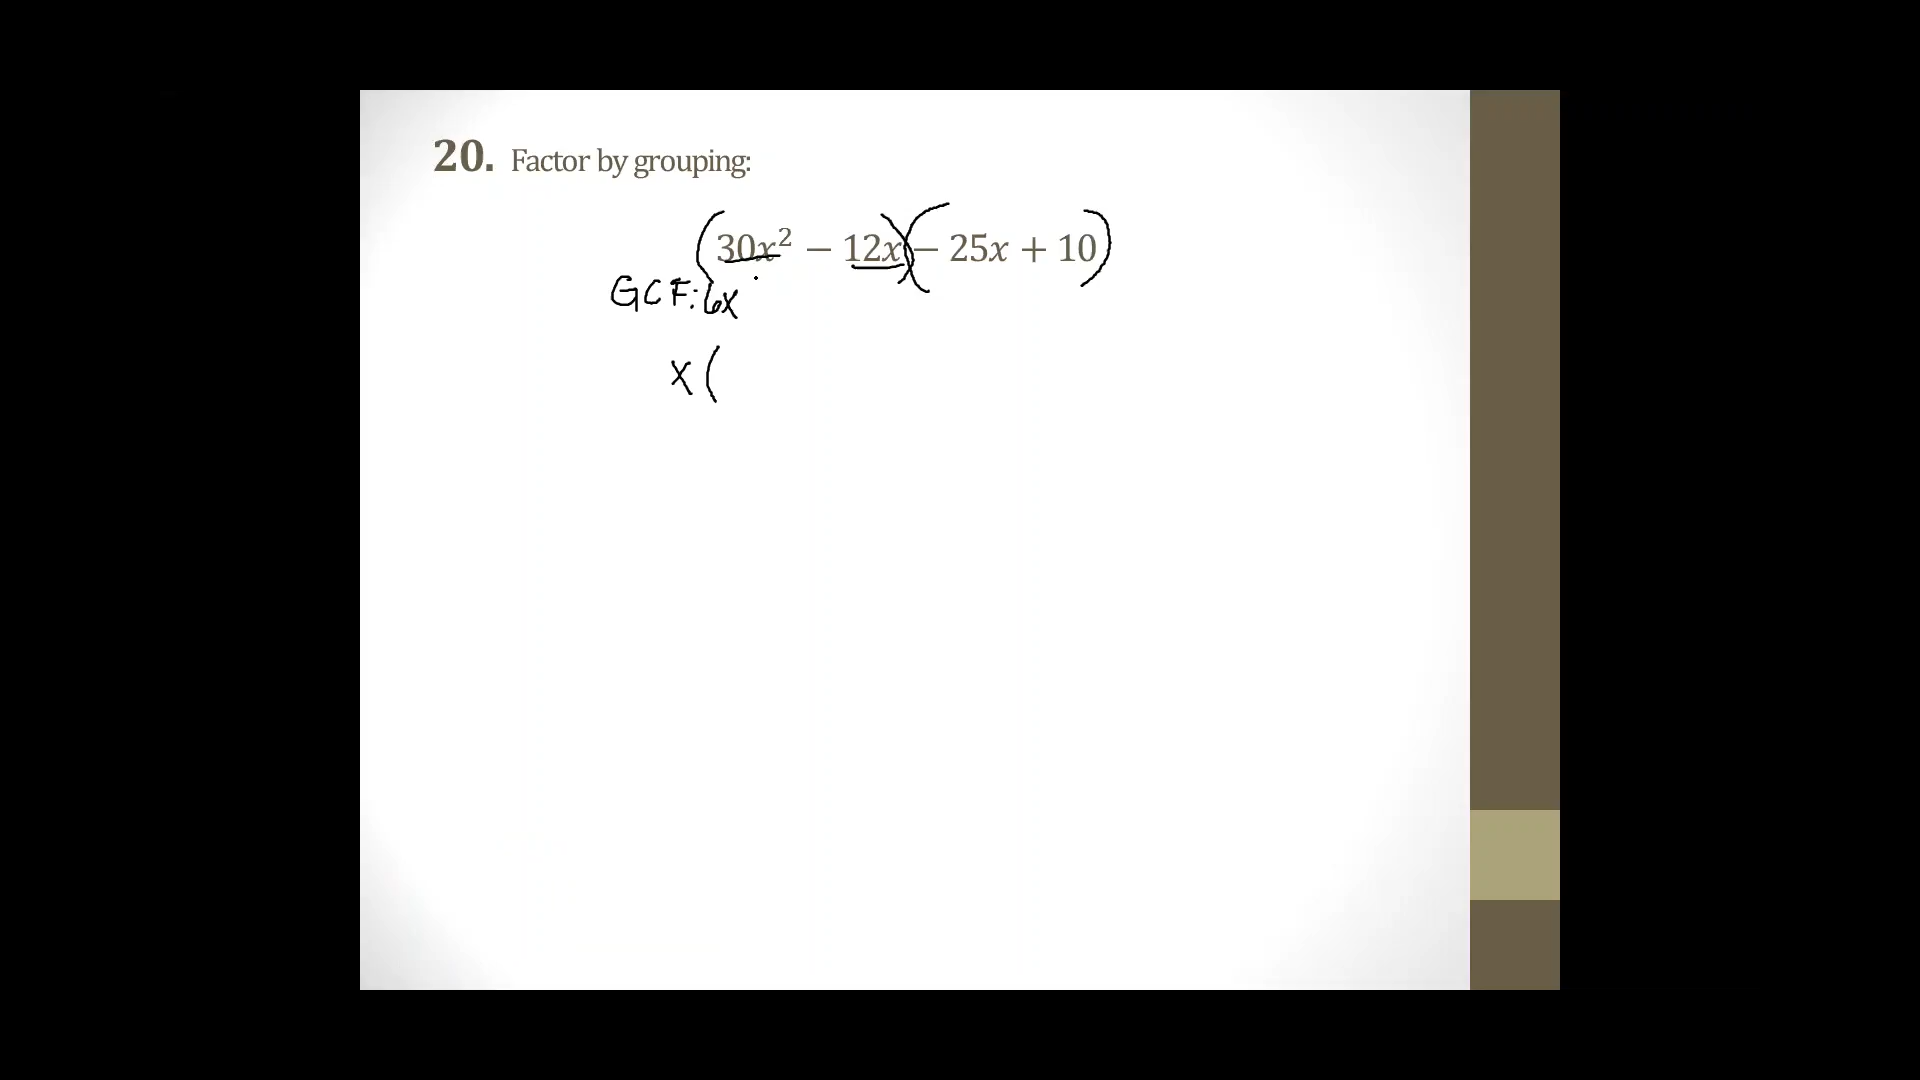 20. Factor by grouping:
(30x² − 12x)(− 25x + 10)
GCF: 6x
x (